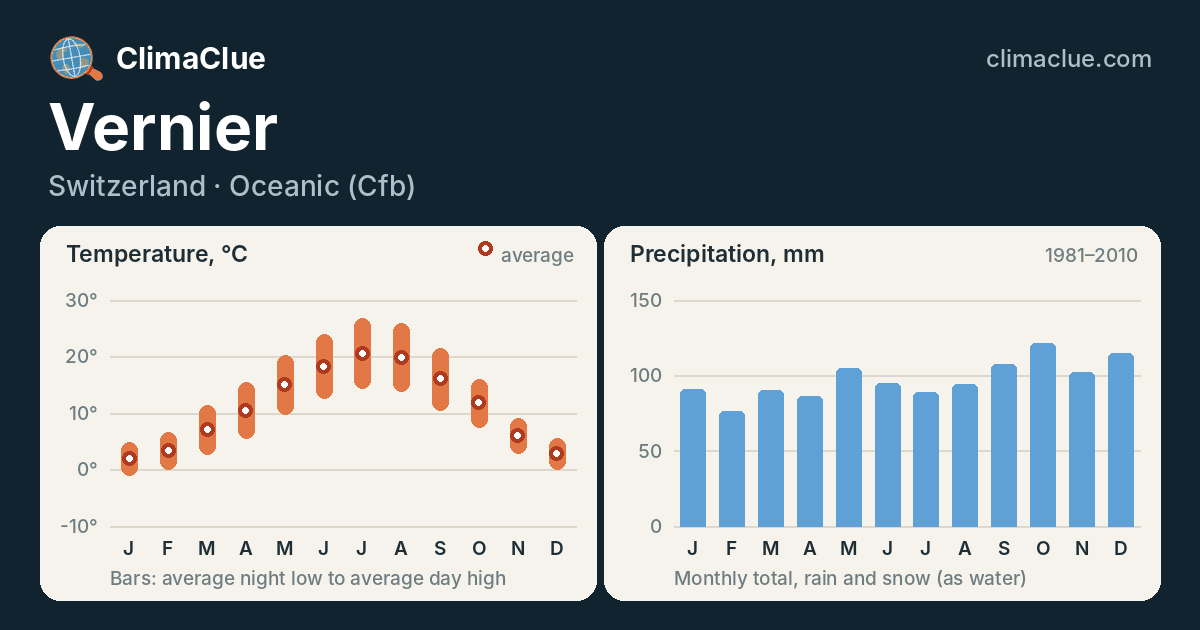 ClimaClue
climaclue.com
Vernier
Switzerland · Oceanic (Cfb)
Temperature, °C
average
30°
20°
10°
0°
-10°
J F M A M J J A S O N D
Bars: average night low to average day high
Precipitation, mm
1981–2010
150
100
50
0
J F M A M J J A S O N D
Monthly total, rain and snow (as water)